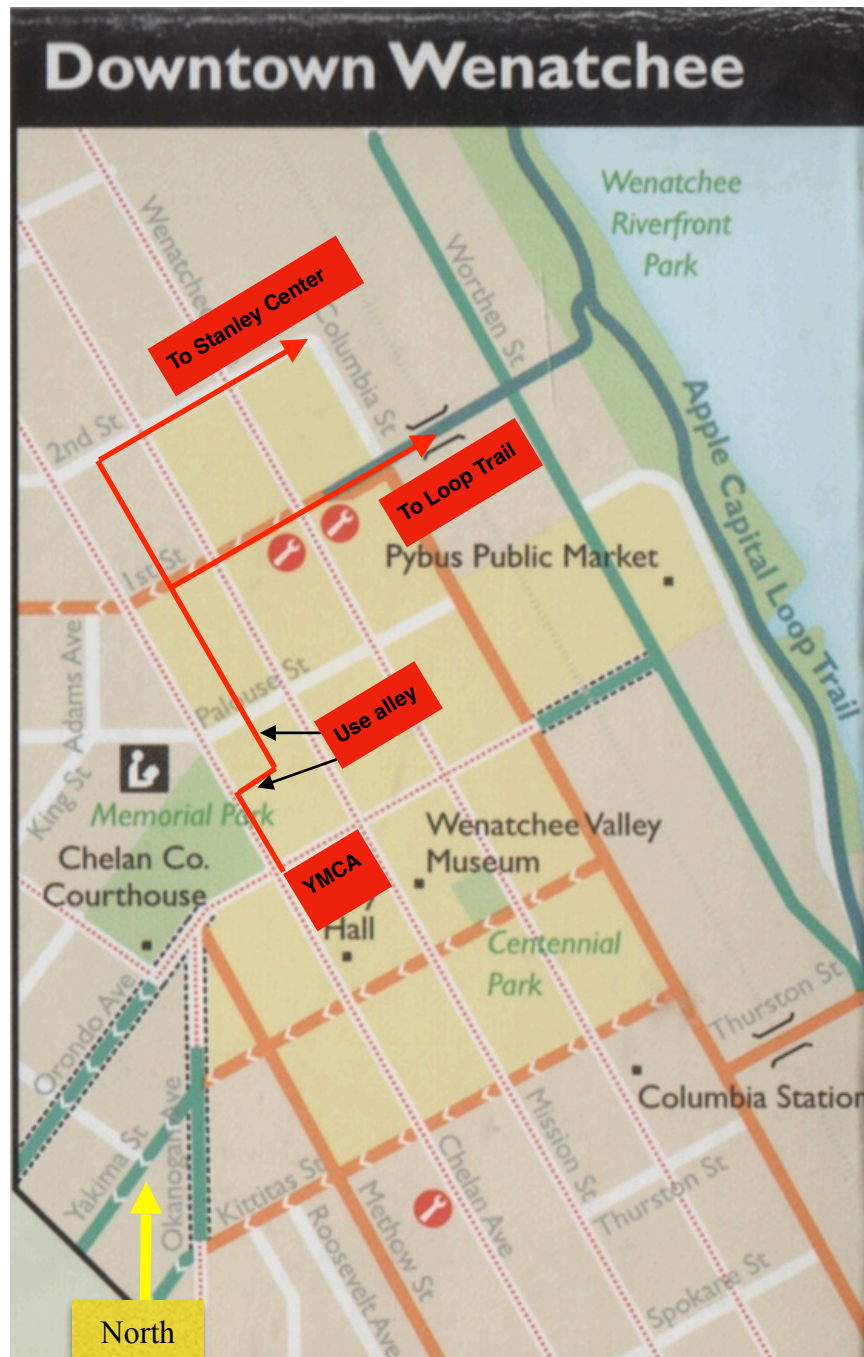 Downtown Wenatchee
Wenatchee
Riverfront
Park
Wenatchee
Worthen St
To Stanley Center
Columbia St
2nd St
Apple Capital Loop Trail
To Loop Trail
Pybus Public Market
1st St
Adams Ave
Palouse St
Use alley
King St
Memorial Park
Chelan Co.
Courthouse
Wenatchee Valley
Museum
YMCA
Hall
Centennial
Park
Orondo Ave
Thurston St
Columbia Station
Yakima St
Okanogan Ave
Kittitas St
Chelan Ave
Mission St
Thurston St
Methow St
Roosevelt Ave
Spokane St
North